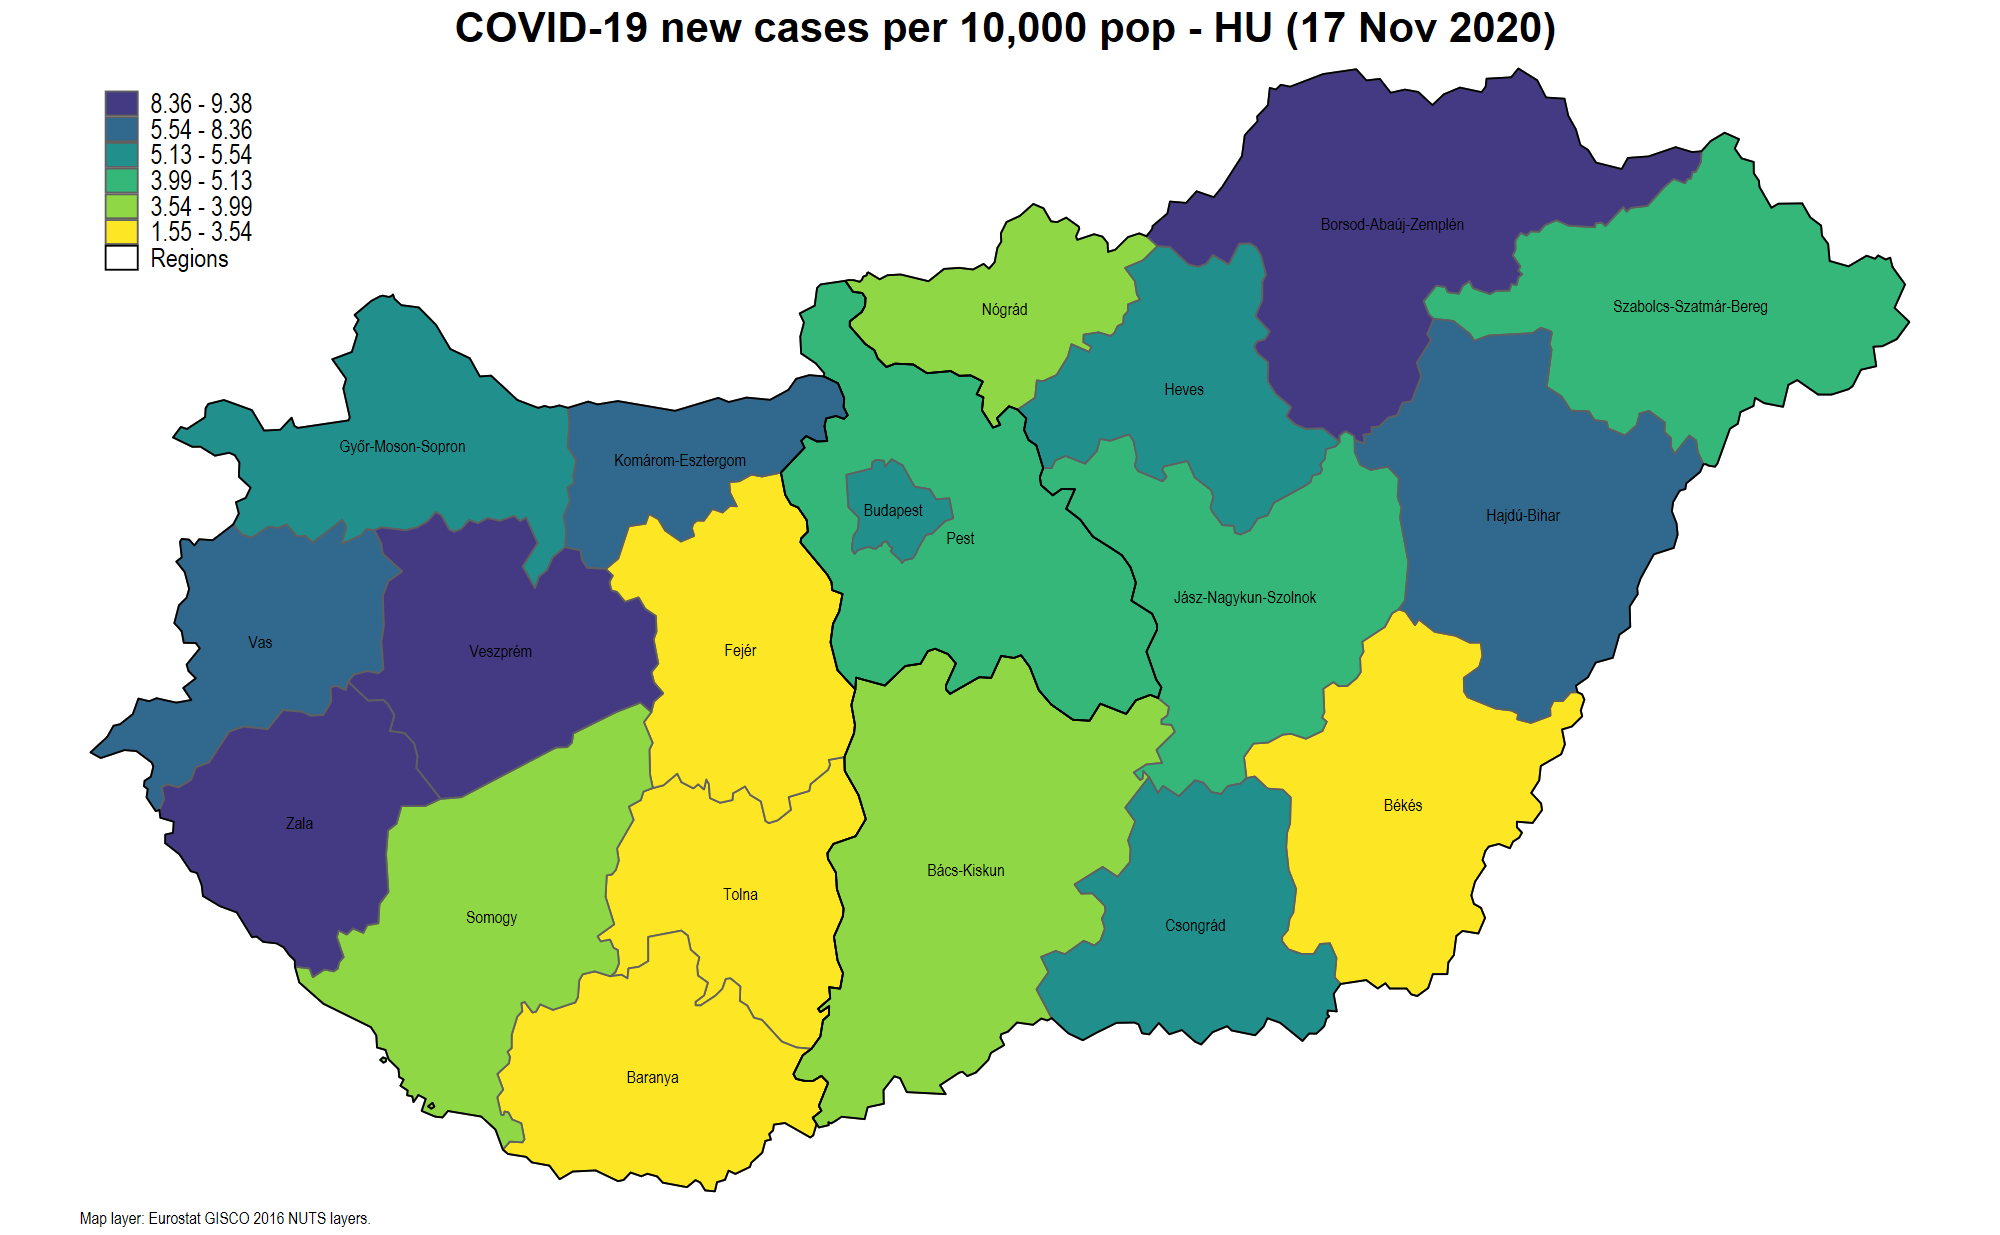 COVID-19 new cases per 10,000 pop - HU (17 Nov 2020)
8.36 - 9.38
5.54 - 8.36
5.13 - 5.54
3.99 - 5.13
3.54 - 3.99
1.55 - 3.54
Regions
Borsod-Abaúj-Zemplén
Szabolcs-Szatmár-Bereg
Nógrád
Heves
Győr-Moson-Sopron
Komárom-Esztergom
Budapest
Hajdú-Bihar
Pest
Jász-Nagykun-Szolnok
Vas
Veszprém
Fejér
Békés
Zala
Bács-Kiskun
Tolna
Somogy
Csongrád
Baranya
Map layer: Eurostat GISCO 2016 NUTS layers.